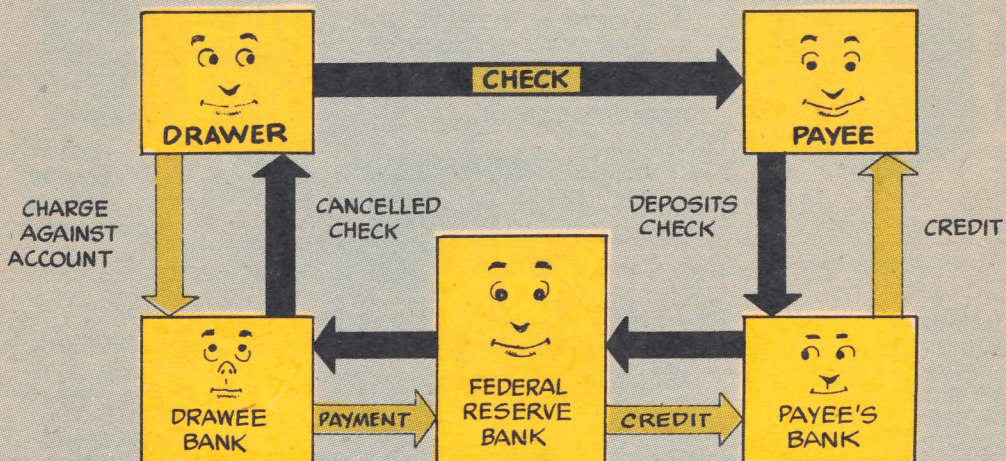 CHECK
DRAWER
PAYEE
CHARGE
AGAINST
ACCOUNT
CANCELLED
CHECK
DEPOSITS
CHECK
CREDIT
DRAWEE
BANK
PAYMENT
FEDERAL
RESERVE
BANK
CREDIT
PAYEE'S
BANK